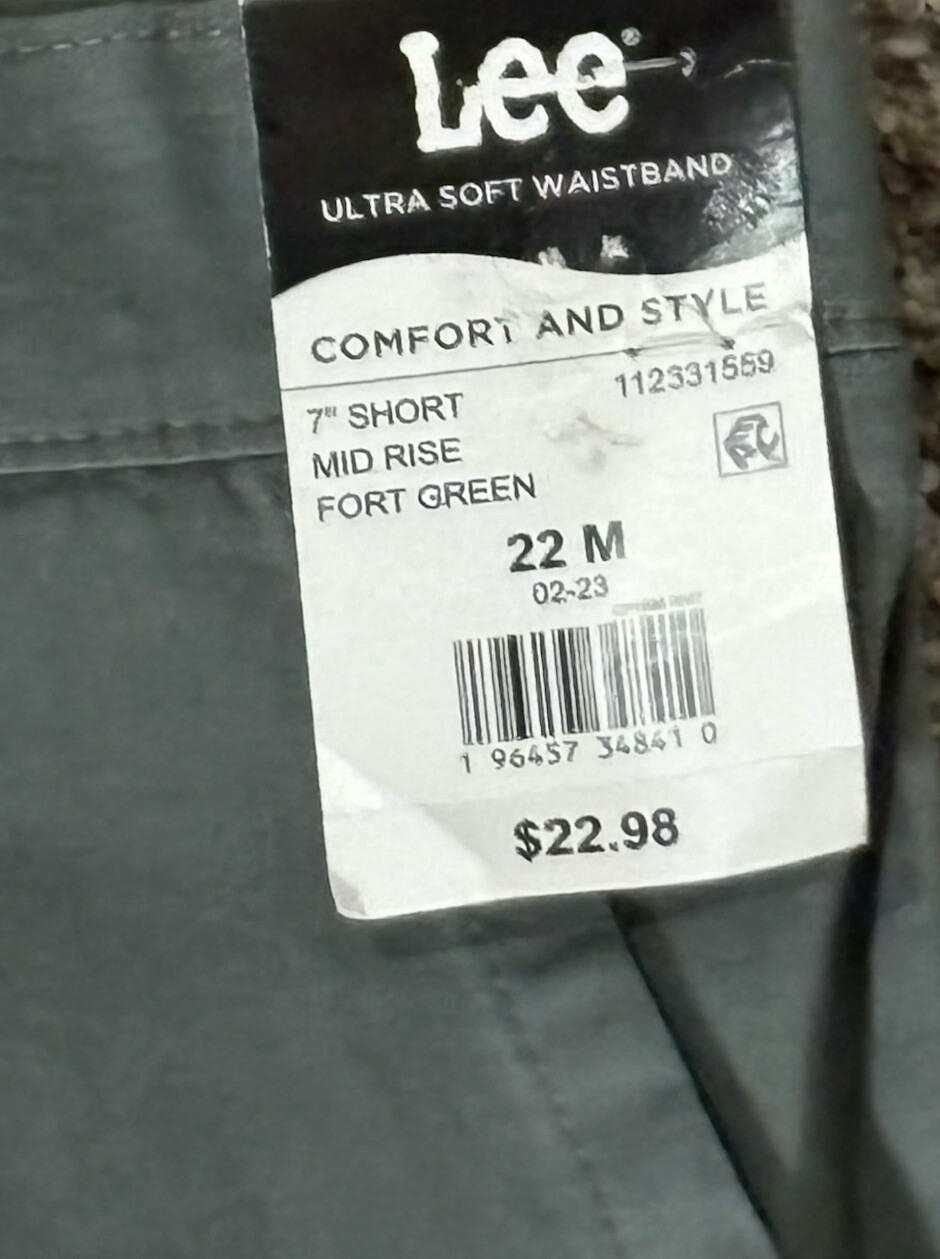 Lee®
ULTRA SOFT WAISTBAND
COMFORT AND STYLE
112331559
7" SHORT
MID RISE
FORT GREEN
22 M
02-23
1 96457 34841 0
$22.98